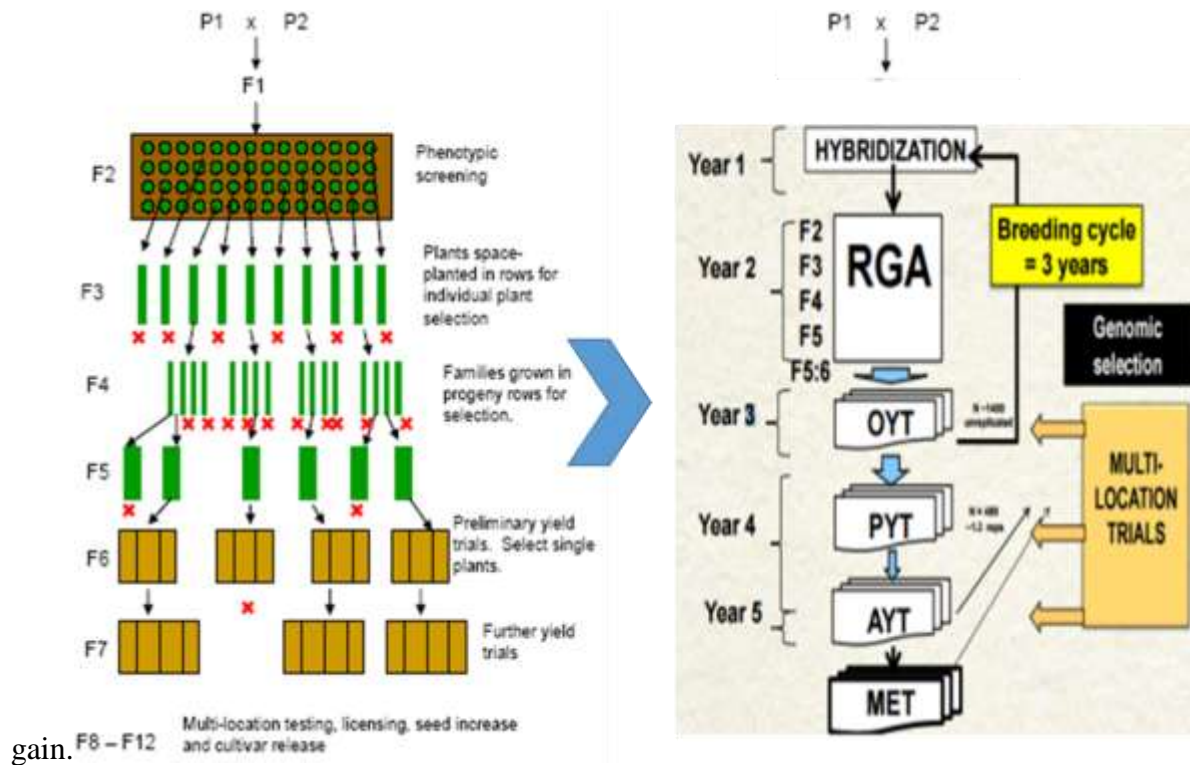 P1 x P2
F1
F2
Phenotypic
screening
Plants space-
planted in rows for
individual plant
selection
F3
F4
Families grown in
progeny rows for
selection.
F5
F6
Preliminary yield
trials. Select single
plants.
F7
Further yield
trials
gain.
F8 – F12
Multi-location testing, licensing, seed increase
and cultivar release
P1 x P2
Year 1
HYBRIDIZATION
Year 2
F2
F3
F4
F5
F5:6
RGA
Breeding cycle
= 3 years
Genomic
selection
Year 3
OYT
unreplicated
Year 4
PYT
MULTI-
LOCATION
TRIALS
Year 5
AYT
MET